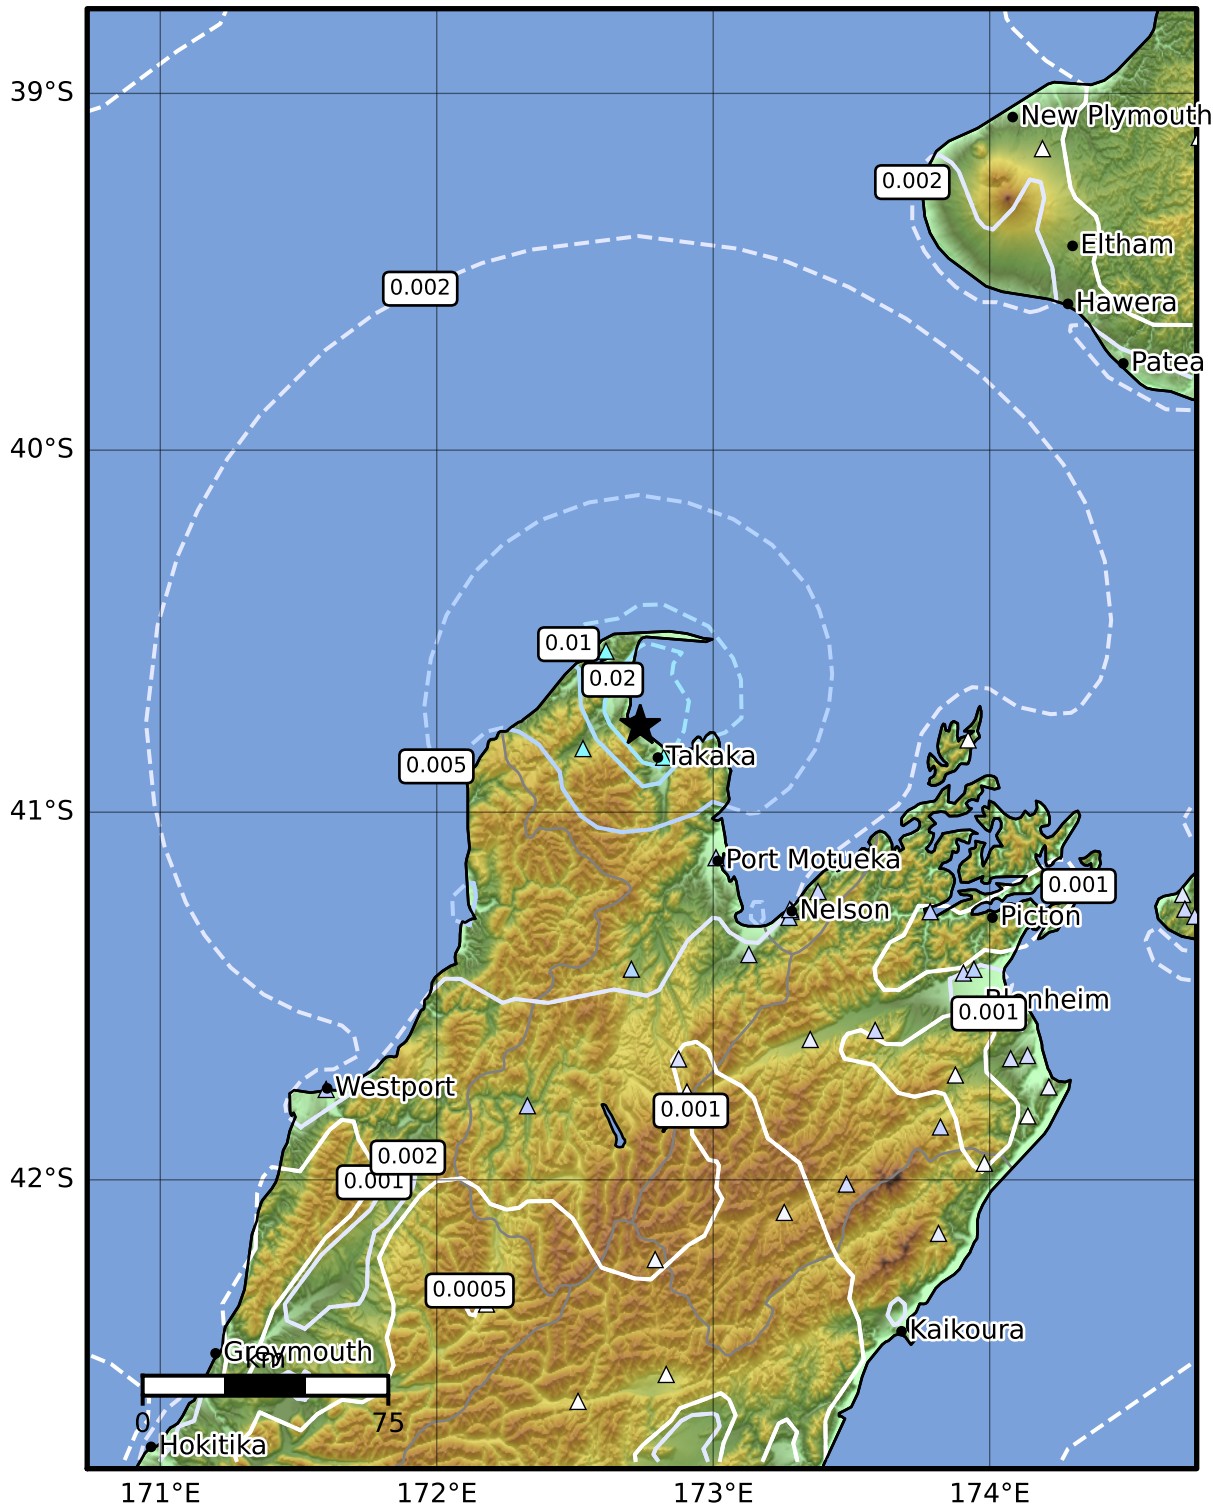 39°S
New Plymouth
0.002
Eltham
0.002
Hawera
Patea
40°S
0.01
0.02
Takaka
0.005
41°S
Port Motueka
0.001
Nelson
Picton
Blenheim
0.001
Westport
0.001
0.002
0.001
42°S
0.0005
Kaikoura
Greymouth
Km
0
75
Hokitika
171°E
172°E
173°E
174°E